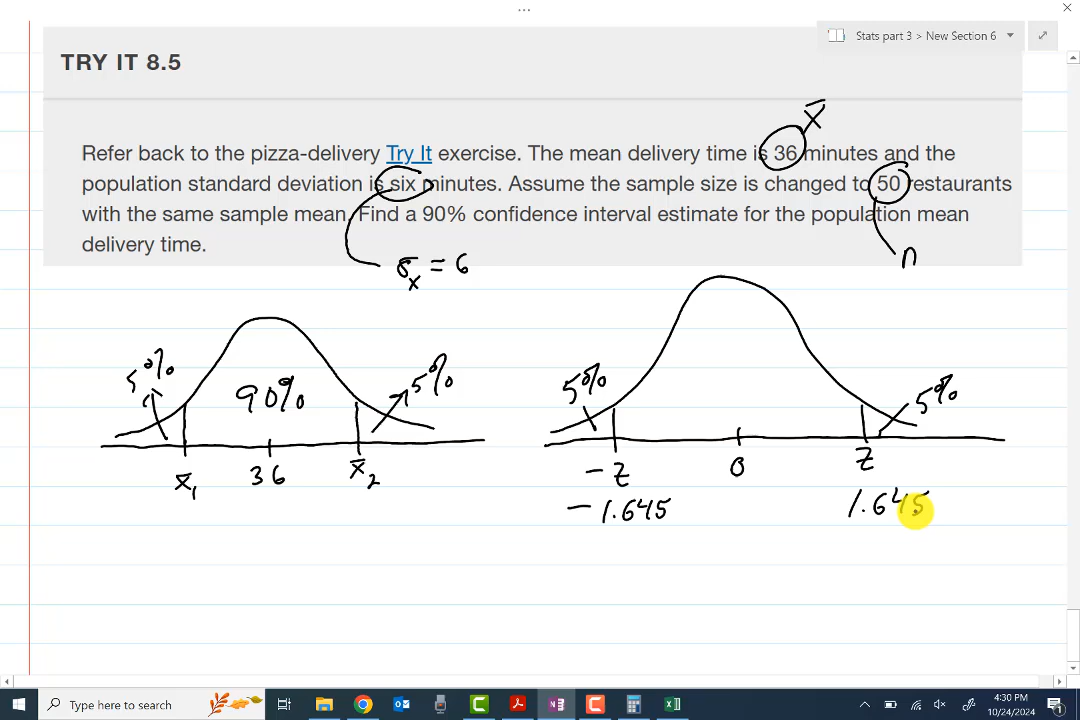 Stats part 3 > New Section 6
TRY IT 8.5
x̄
Refer back to the pizza-delivery Try It exercise. The mean delivery time is 36 minutes and the
population standard deviation is six minutes. Assume the sample size is changed to 50 restaurants
with the same sample mean. Find a 90% confidence interval estimate for the population mean
delivery time.
σx = 6
n
5%
90%
5%
x̄1
36
x̄2
5%
5%
-z
0
z
-1.645
1.645
Type here to search
4:30 PM
10/24/2024